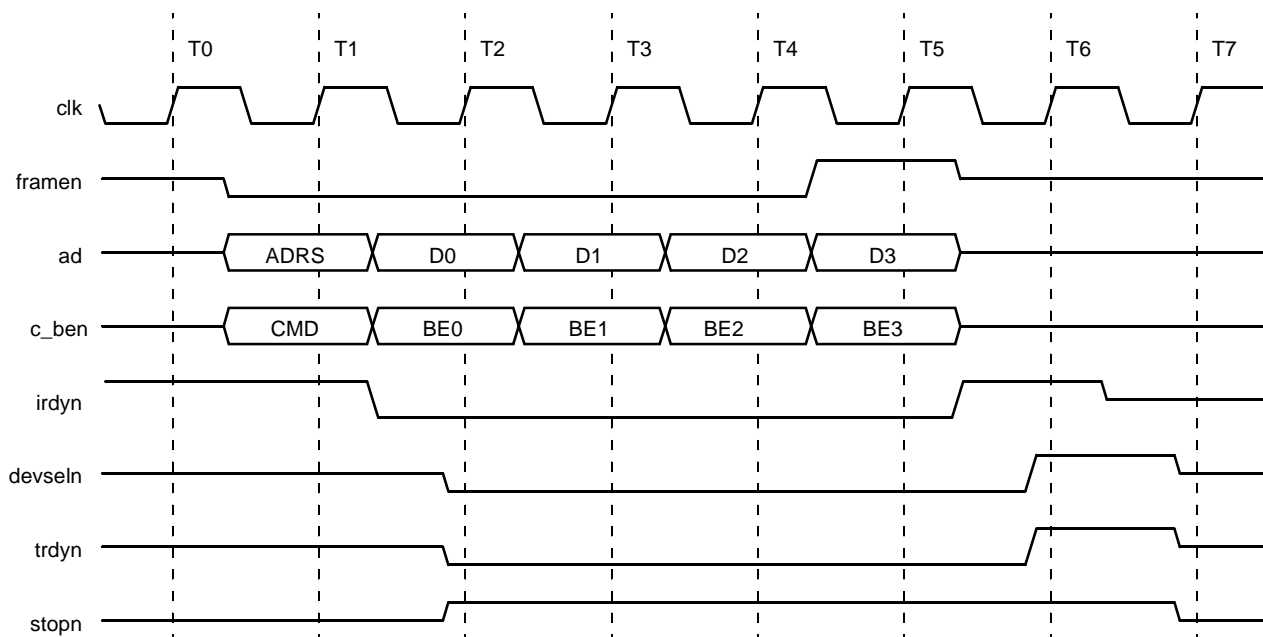 T0 T1 T2 T3 T4 T5 T6 T7
clk
framen
ad ADRS D0 D1 D2 D3
c_ben CMD BE0 BE1 BE2 BE3
irdyn
devseln
trdyn
stopn